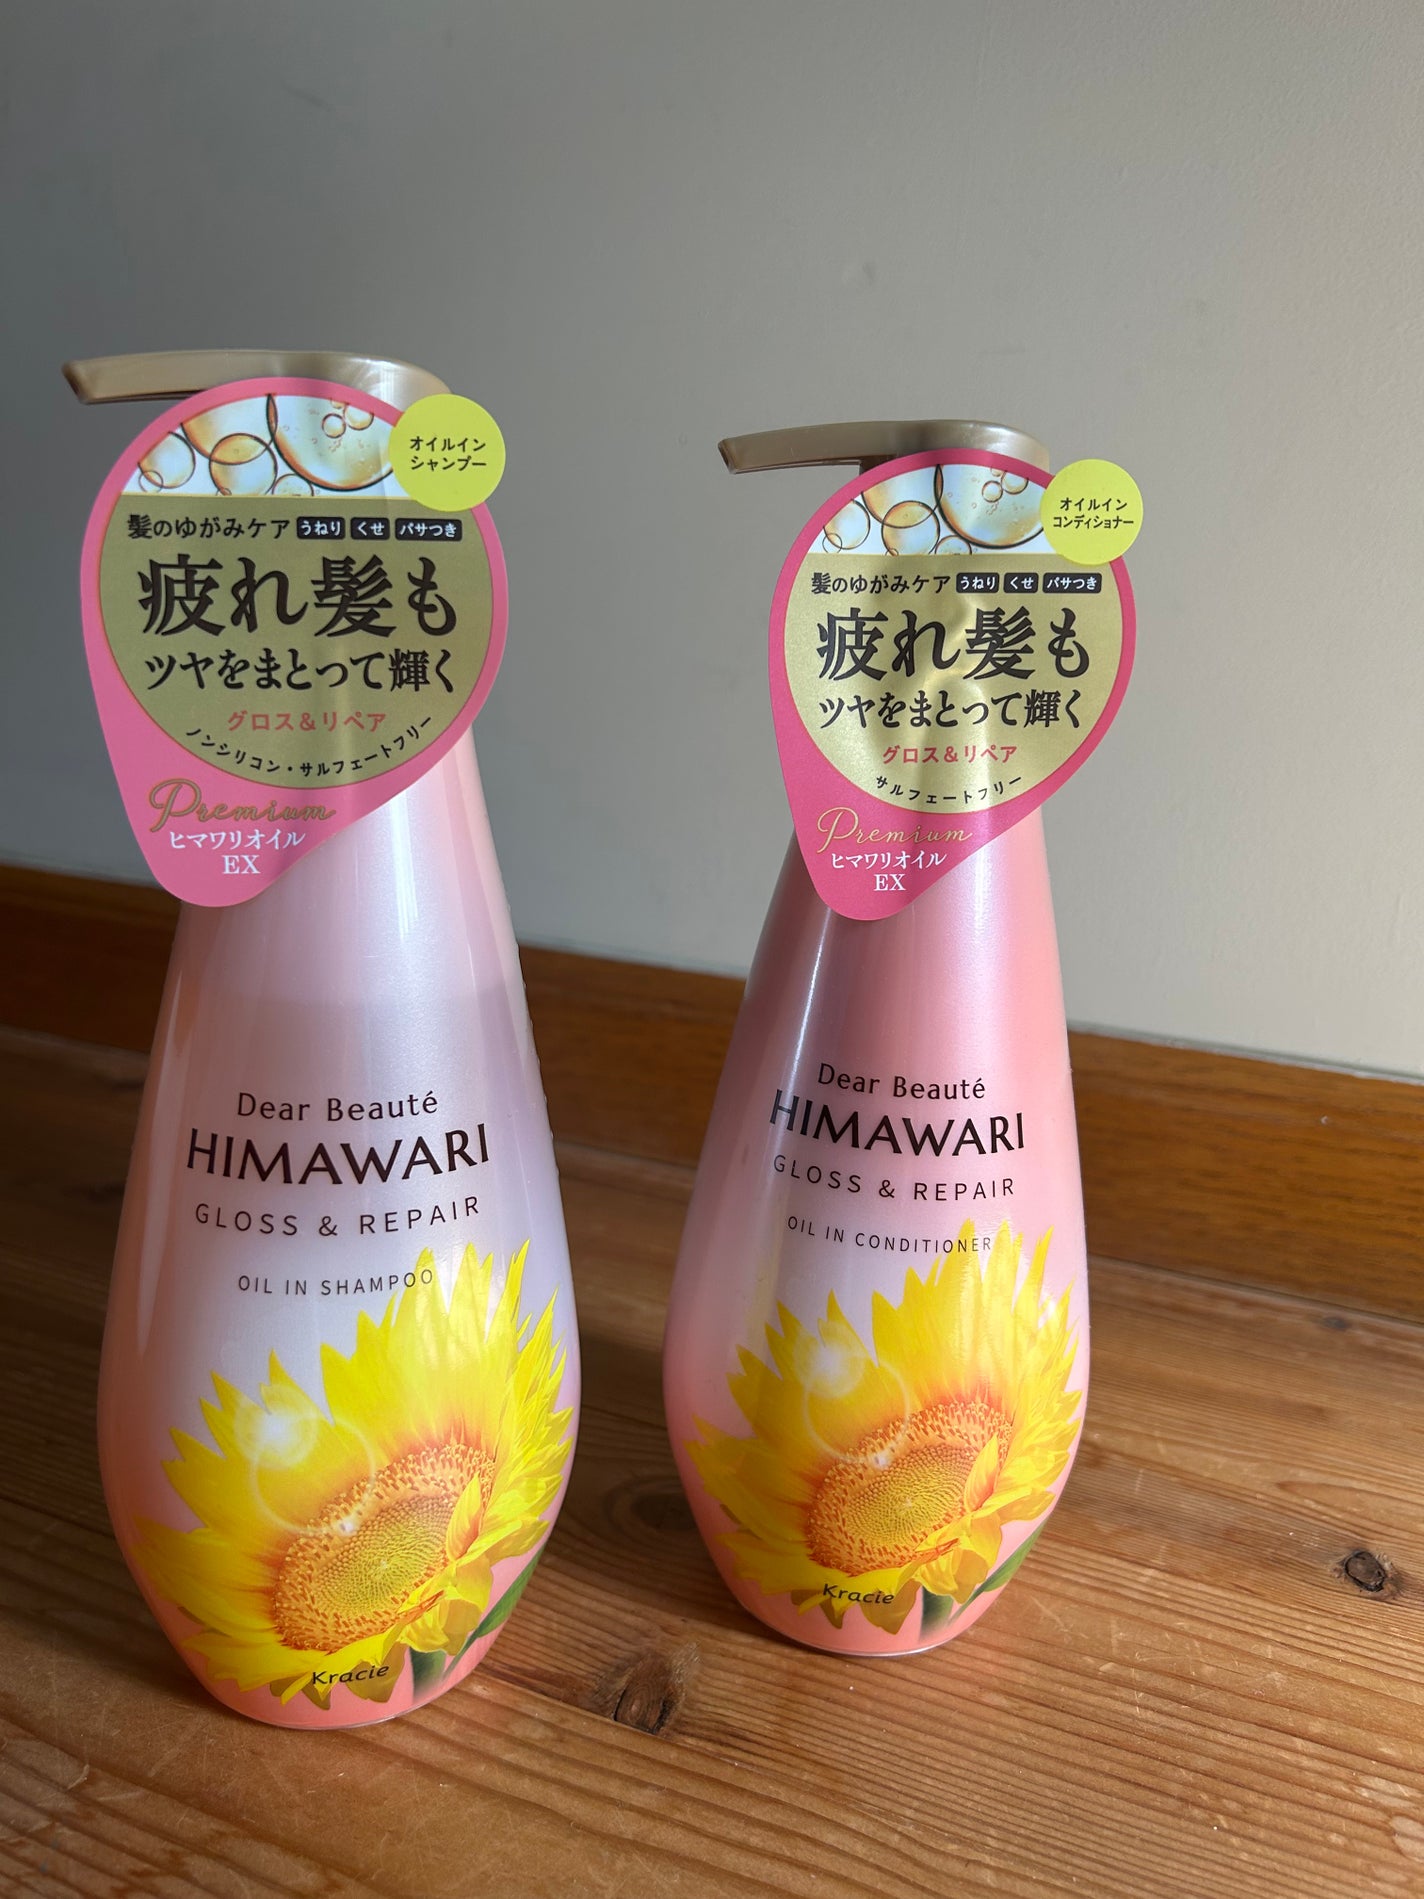 オイルイン
シャンプー
髪のゆがみケア うねり くせ パサつき
疲れ髪も
ツヤをまとって輝く
グロス&リペア
ノンシリコン・サルフェートフリー
Premium
ヒマワリオイル
EX
Dear Beauté
HIMAWARI
GLOSS & REPAIR
OIL IN SHAMPOO
Kracie
オイルイン
コンディショナー
髪のゆがみケア うねり くせ パサつき
疲れ髪も
ツヤをまとって輝く
グロス&リペア
サルフェートフリー
Premium
ヒマワリオイル
EX
Dear Beauté
HIMAWARI
GLOSS & REPAIR
OIL IN CONDITIONER
Kracie